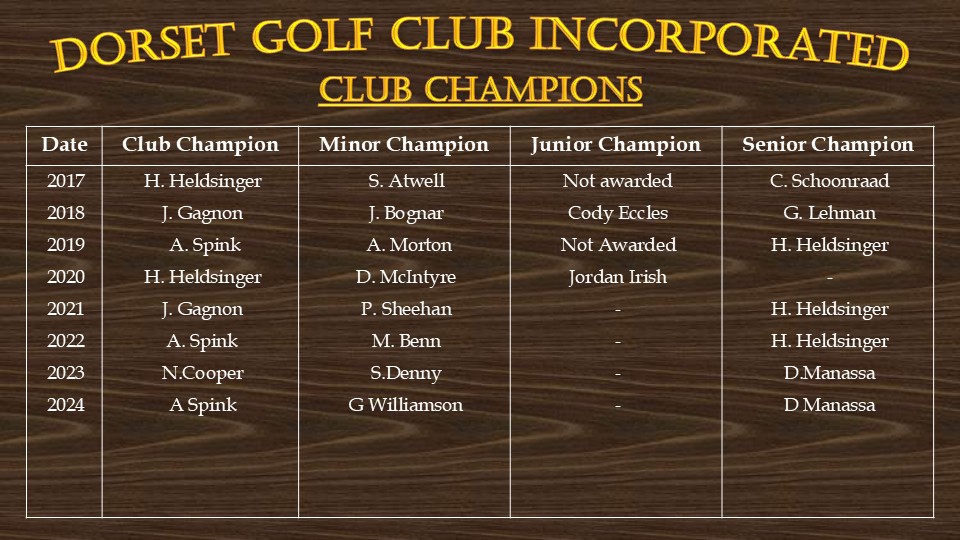 DORSET GOLF CLUB INCORPORATED
CLUB CHAMPIONS
Date Club Champion Minor Champion Junior Champion Senior Champion
2017 H. Heldsinger S. Atwell Not awarded C. Schoonraad
2018 J. Gagnon J. Bognar Cody Eccles G. Lehman
2019 A. Spink A. Morton Not Awarded H. Heldsinger
2020 H. Heldsinger D. McIntyre Jordan Irish -
2021 J. Gagnon P. Sheehan - H. Heldsinger
2022 A. Spink M. Benn - H. Heldsinger
2023 N.Cooper S.Denny - D.Manassa
2024 A Spink G Williamson - D Manassa